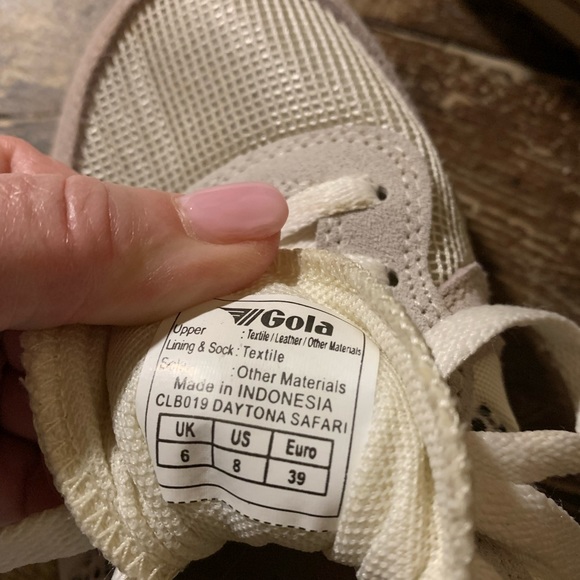 Gola
Upper : Textile / Leather / Other Materials
Lining & Sock : Textile
: Other Materials
Made in INDONESIA
CLB019 DAYTONA SAFARI
UK US Euro
6 8 39